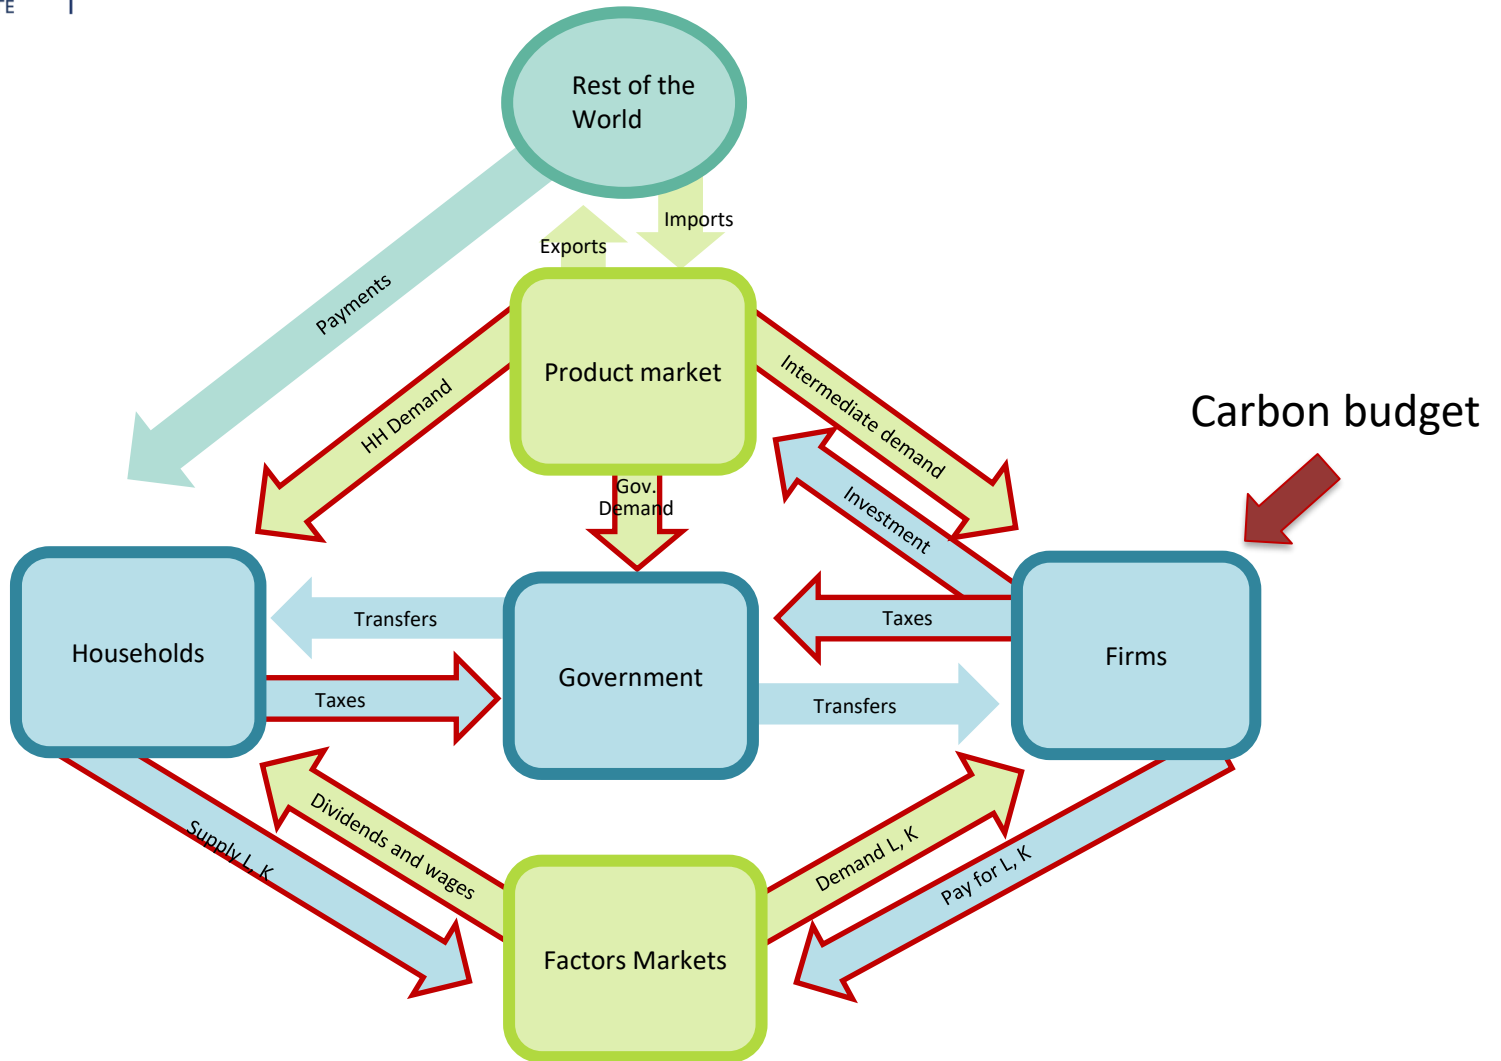 TE
Rest of the
World
Imports
Exports
Payments
Product market
HH Demand
Intermediate demand
Carbon budget
Gov.
Demand
Investment
Transfers
Taxes
Households
Government
Firms
Taxes
Transfers
Supply L, K
Dividends and wages
Demand L, K
Pay for L, K
Factors Markets